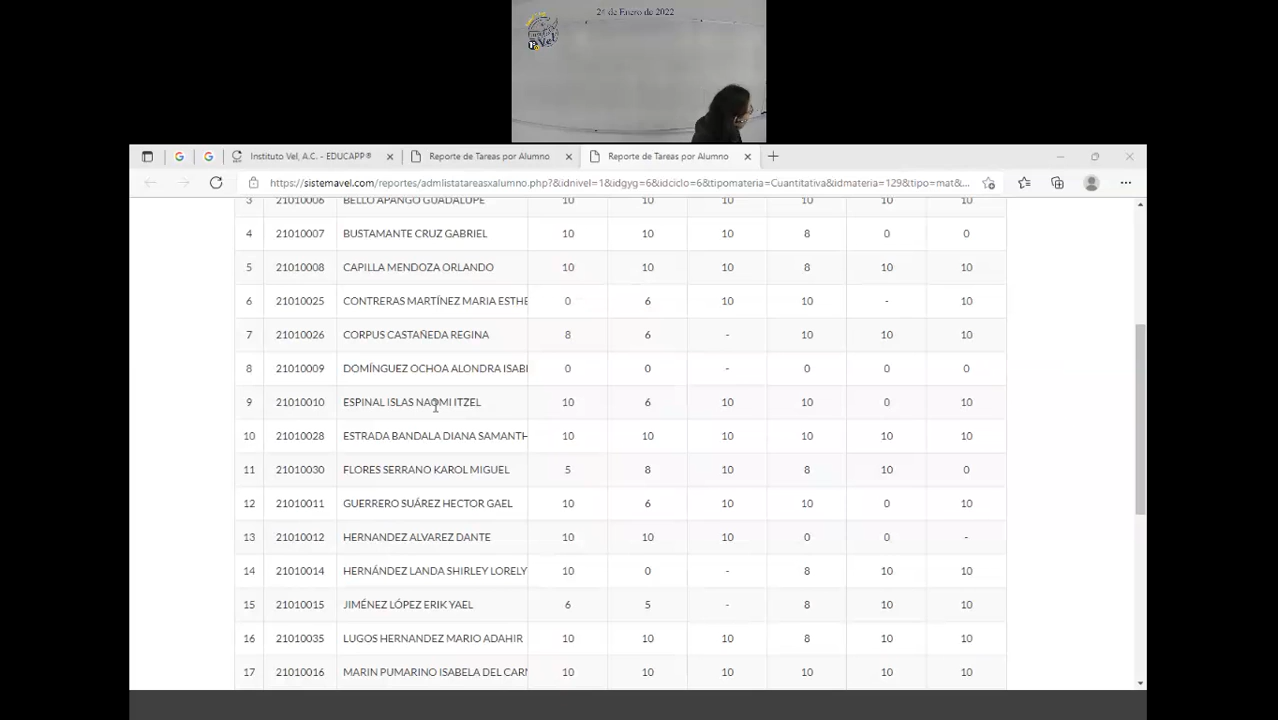 24 de Enero de 2022
Vel
Instituto Vel, A.C. - EDUCAPP®
Reporte de Tareas por Alumno
Reporte de Tareas por Alumno
https://sistemavel.com/reportes/admlistatareasxalumno.php?&idnivel=1&idgyg=6&idciclo=6&tipomateria=Cuantitativa&idmateria=129&tipo=mat&...
3 21010006 BELLO APANGO GUADALUPE 10 10 10 10 10 10
4 21010007 BUSTAMANTE CRUZ GABRIEL 10 10 10 8 0 0
5 21010008 CAPILLA MENDOZA ORLANDO 10 10 10 8 10 10
6 21010025 CONTRERAS MARTÍNEZ MARIA ESTHE 0 6 10 10 - 10
7 21010026 CORPUS CASTAÑEDA REGINA 8 6 - 10 10 10
8 21010009 DOMÍNGUEZ OCHOA ALONDRA ISABI 0 0 - 0 0 0
9 21010010 ESPINAL ISLAS NAOMI ITZEL 10 6 10 10 0 10
10 21010028 ESTRADA BANDALA DIANA SAMANTH 10 10 10 10 10 10
11 21010030 FLORES SERRANO KAROL MIGUEL 5 8 10 8 10 0
12 21010011 GUERRERO SUÁREZ HECTOR GAEL 10 6 10 10 0 10
13 21010012 HERNANDEZ ALVAREZ DANTE 10 10 10 0 0 -
14 21010014 HERNÁNDEZ LANDA SHIRLEY LORELY 10 0 - 8 10 10
15 21010015 JIMÉNEZ LÓPEZ ERIK YAEL 6 5 - 8 10 10
16 21010035 LUGOS HERNANDEZ MARIO ADAHIR 10 10 10 8 10 10
17 21010016 MARIN PUMARINO ISABELA DEL CARI 10 10 10 10 10 10